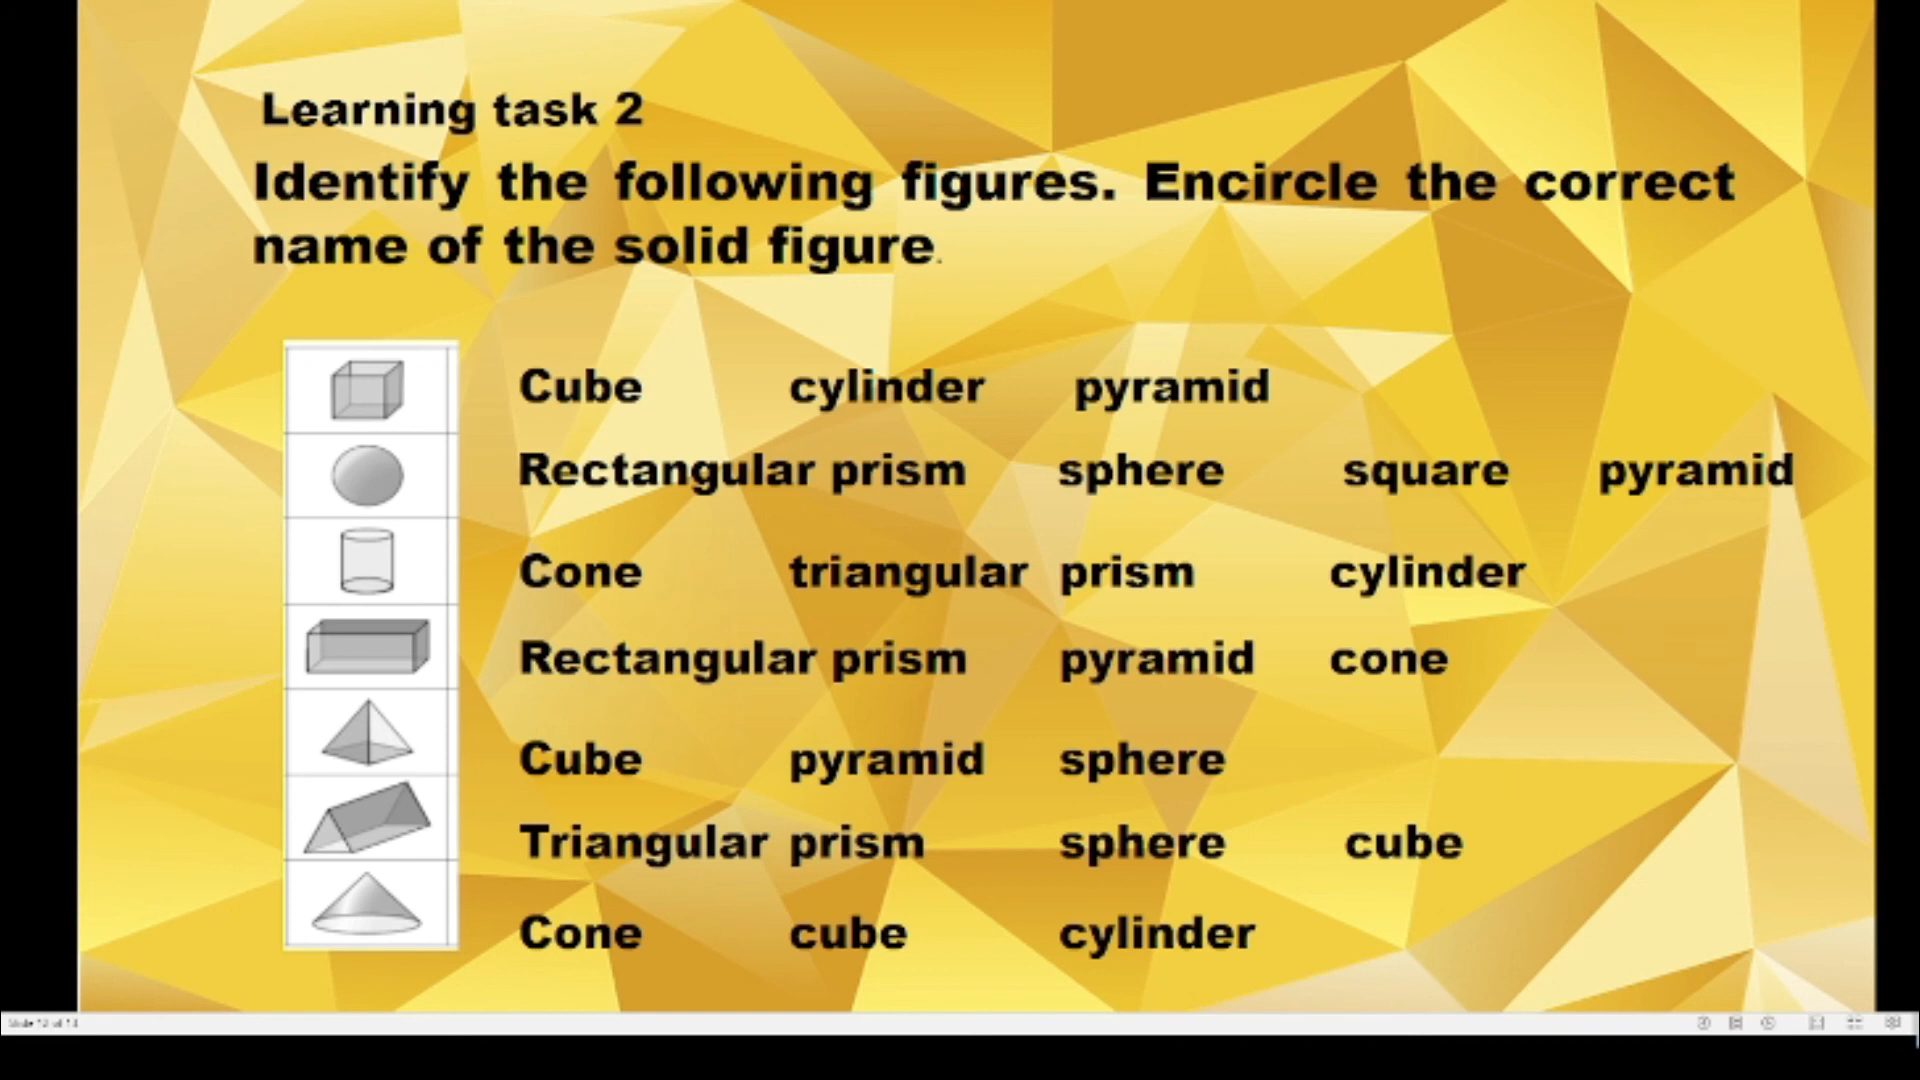 Learning task 2
Identify the following figures. Encircle the correct
name of the solid figure.
Cube cylinder pyramid
Rectangular prism sphere square pyramid
Cone triangular prism cylinder
Rectangular prism pyramid cone
Cube pyramid sphere
Triangular prism sphere cube
Cone cube cylinder